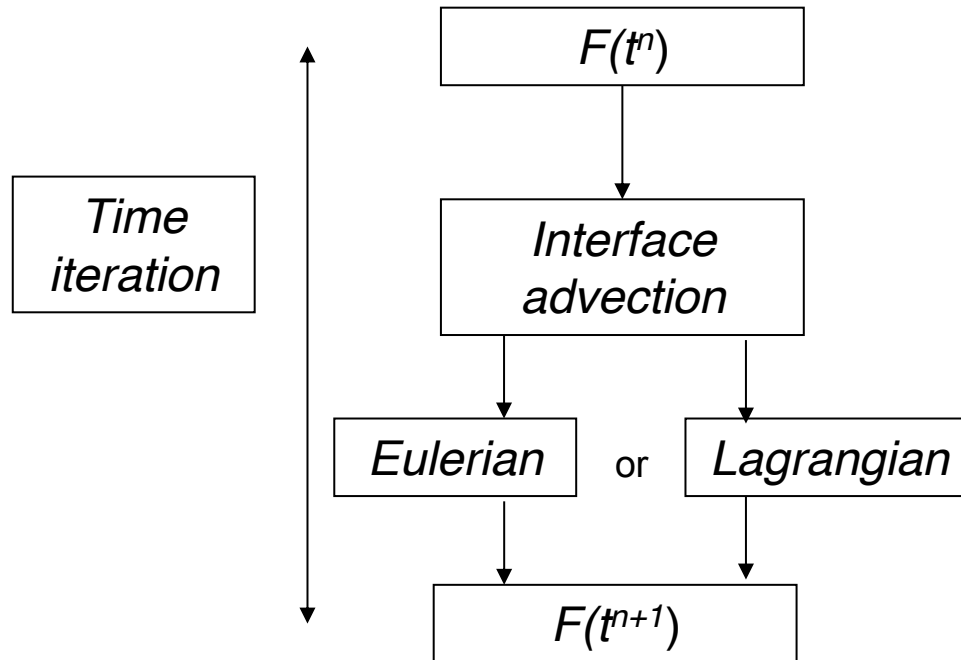 F(tⁿ)
Time
iteration
Interface
advection
Eulerian or Lagrangian
F(tⁿ⁺¹)